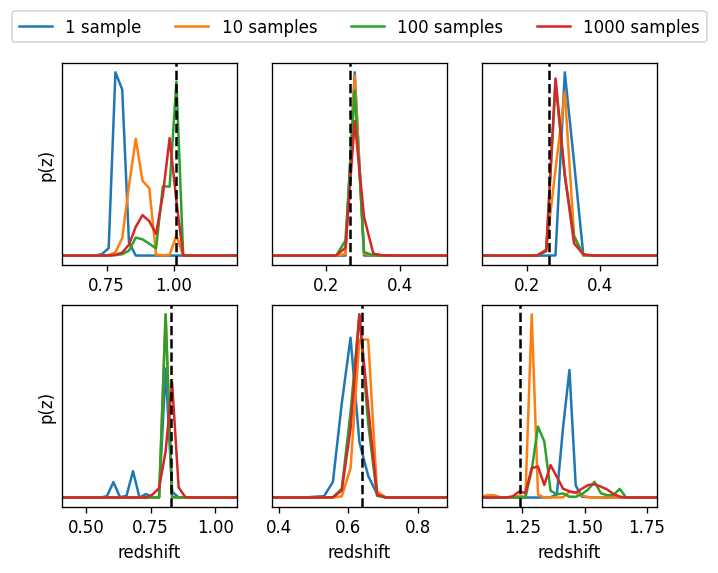 1 sample 10 samples 100 samples 1000 samples
p(z)
0.75 1.00 0.2 0.4 0.2 0.4
p(z)
0.50 0.75 1.00 0.4 0.6 0.8 1.25 1.50 1.75
redshift redshift redshift